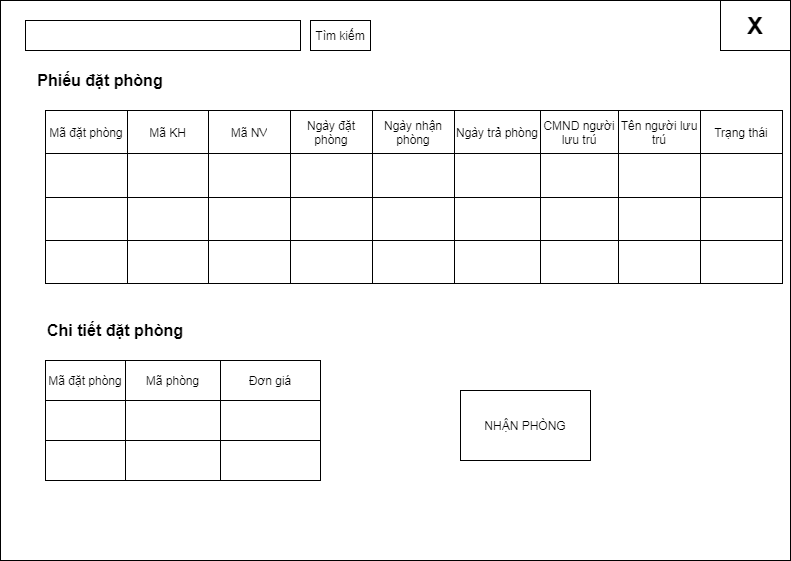 Tìm kiếm
X
Phiếu đặt phòng
Mã đặt phòng Mã KH Mã NV Ngày đặt phòng Ngày nhận phòng Ngày trả phòng CMND người lưu trú Tên người lưu trú Trạng thái
Chi tiết đặt phòng
Mã đặt phòng Mã phòng Đơn giá
NHẬN PHÒNG